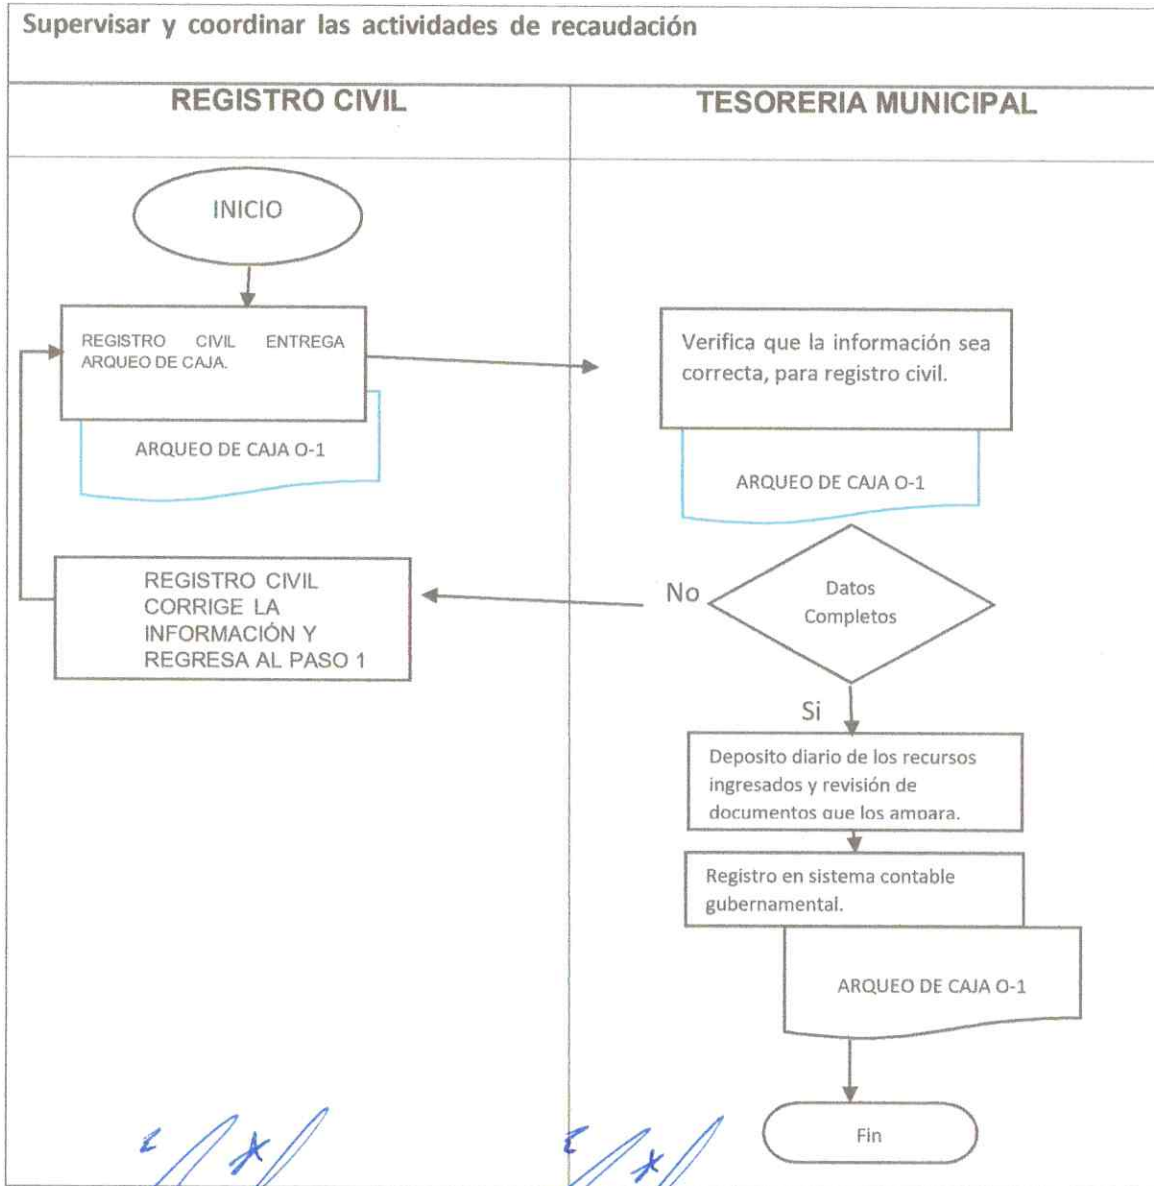 Supervisar y coordinar las actividades de recaudación
REGISTRO CIVIL
TESORERIA MUNICIPAL
INICIO
REGISTRO CIVIL ENTREGA
ARQUEO DE CAJA.
ARQUEO DE CAJA O-1
Verifica que la información sea
correcta, para registro civil.
ARQUEO DE CAJA O-1
REGISTRO CIVIL
CORRIGE LA
INFORMACIÓN Y
REGRESA AL PASO 1
No
Datos
Completos
Si
Deposito diario de los recursos
ingresados y revisión de
documentos que los ampara.
Registro en sistema contable
gubernamental.
ARQUEO DE CAJA O-1
Fin